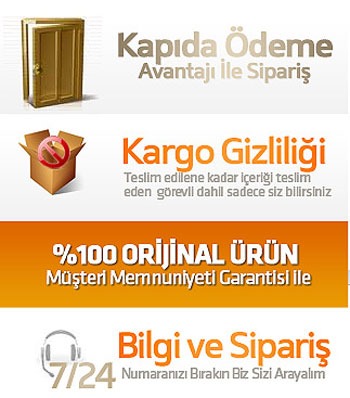 Kapıda Ödeme
Avantajı İle Sipariş
Kargo Gizliliği
Teslim edilene kadar içeriği teslim
eden görevli dahil sadece siz bilirsiniz
%100 ORİJİNAL ÜRÜN
Müşteri Memnuniyeti Garantisi ile
7/24
Bilgi ve Sipariş
Numaranızı Bırakın Biz Sizi Arayalım